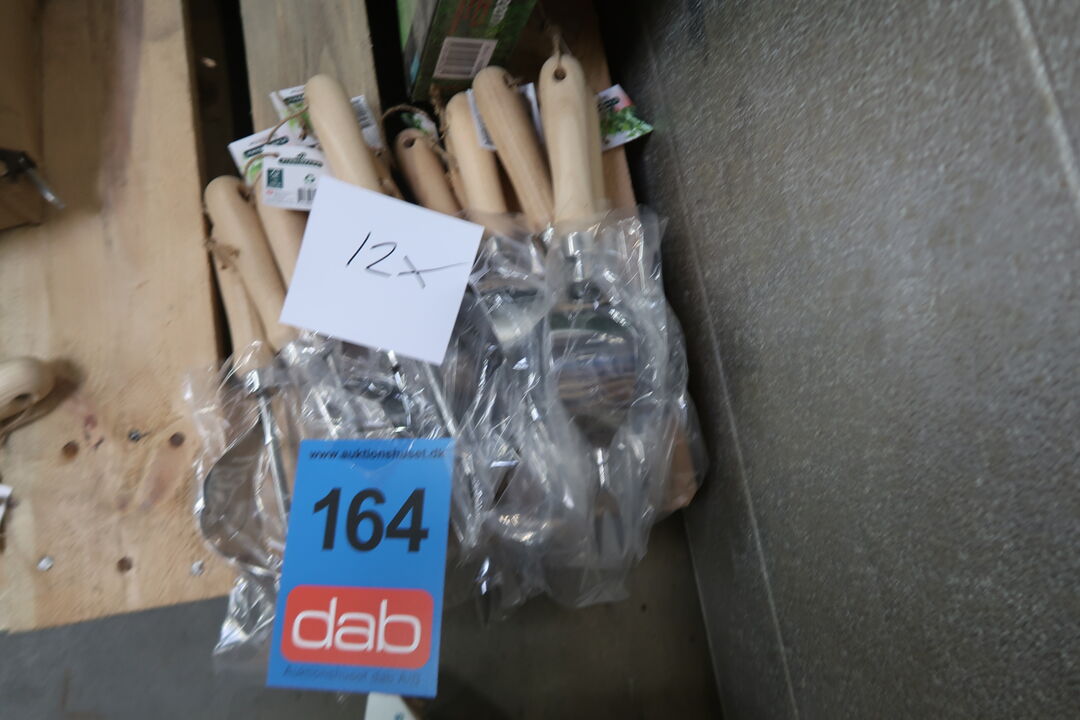 12x
www.auktionshuset.dk
164
dab
Auktionshuset dab A/S